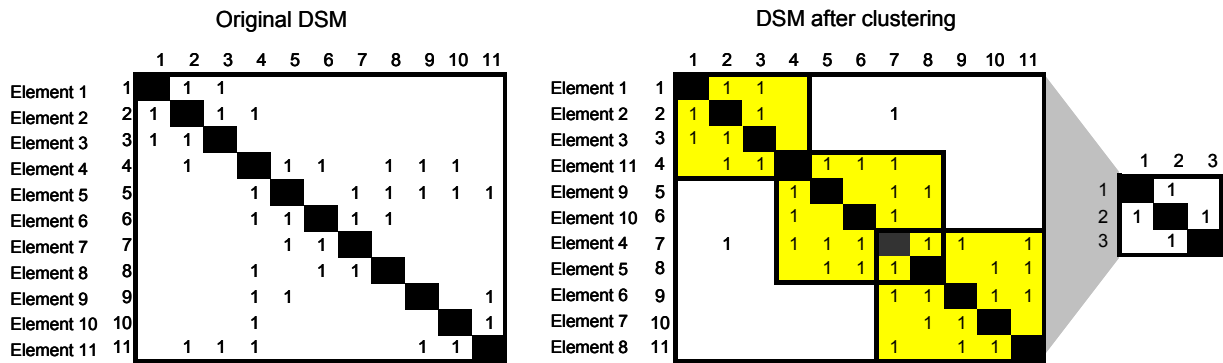 Original DSM
1 2 3 4 5 6 7 8 9 10 11
Element 1 1 1 1
Element 2 2 1 1 1
Element 3 3 1 1
Element 4 4 1 1 1 1 1 1
Element 5 5 1 1 1 1 1 1
Element 6 6 1 1 1 1
Element 7 7 1 1
Element 8 8 1 1 1
Element 9 9 1 1 1
Element 10 10 1 1
Element 11 11 1 1 1 1 1
DSM after clustering
1 2 3 4 5 6 7 8 9 10 11
Element 1 1 1 1
Element 2 2 1 1 1
Element 3 3 1 1
Element 11 4 1 1 1 1 1
Element 9 5 1 1 1
Element 10 6 1 1
Element 4 7 1 1 1 1 1 1 1
Element 5 8 1 1 1 1 1
Element 6 9 1 1 1 1
Element 7 10 1 1
Element 8 11 1 1 1
1 2 3
1 1
2 1 1
3 1